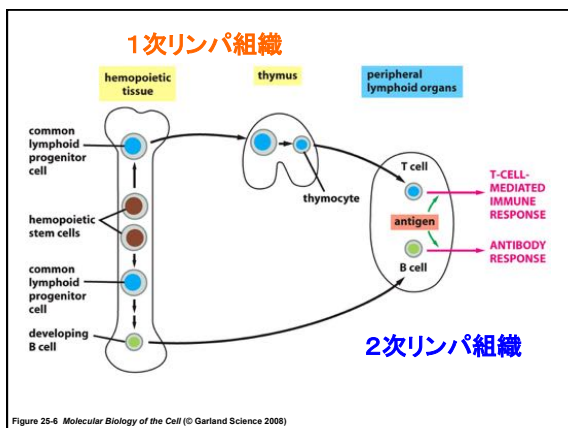 １次リンパ組織
hemopoietic
tissue
thymus
peripheral
lymphoid organs
common
lymphoid
progenitor
cell
thymocyte
T cell
T-CELL-
MEDIATED
IMMUNE
RESPONSE
hemopoietic
stem cells
antigen
ANTIBODY
RESPONSE
B cell
common
lymphoid
progenitor
cell
developing
B cell
２次リンパ組織
Figure 25-6 Molecular Biology of the Cell (© Garland Science 2008)